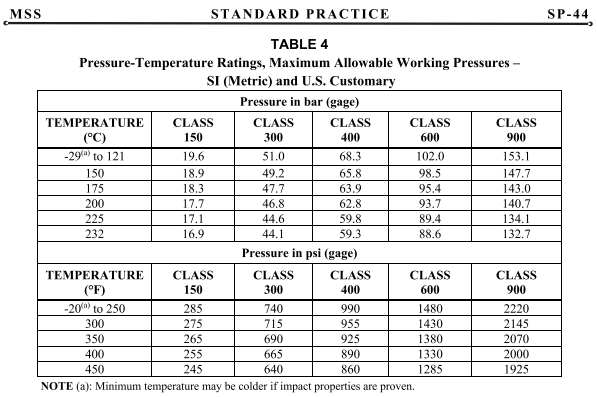 MSS STANDARD PRACTICE SP-44
TABLE 4
Pressure-Temperature Ratings, Maximum Allowable Working Pressures –
SI (Metric) and U.S. Customary
Pressure in bar (gage)
TEMPERATURE (°C) CLASS 150 CLASS 300 CLASS 400 CLASS 600 CLASS 900
-29(a) to 121 19.6 51.0 68.3 102.0 153.1
150 18.9 49.2 65.8 98.5 147.7
175 18.3 47.7 63.9 95.4 143.0
200 17.7 46.8 62.8 93.7 140.7
225 17.1 44.6 59.8 89.4 134.1
232 16.9 44.1 59.3 88.6 132.7
Pressure in psi (gage)
TEMPERATURE (°F) CLASS 150 CLASS 300 CLASS 400 CLASS 600 CLASS 900
-20(a) to 250 285 740 990 1480 2220
300 275 715 955 1430 2145
350 265 690 925 1380 2070
400 255 665 890 1330 2000
450 245 640 860 1285 1925
NOTE (a): Minimum temperature may be colder if impact properties are proven.